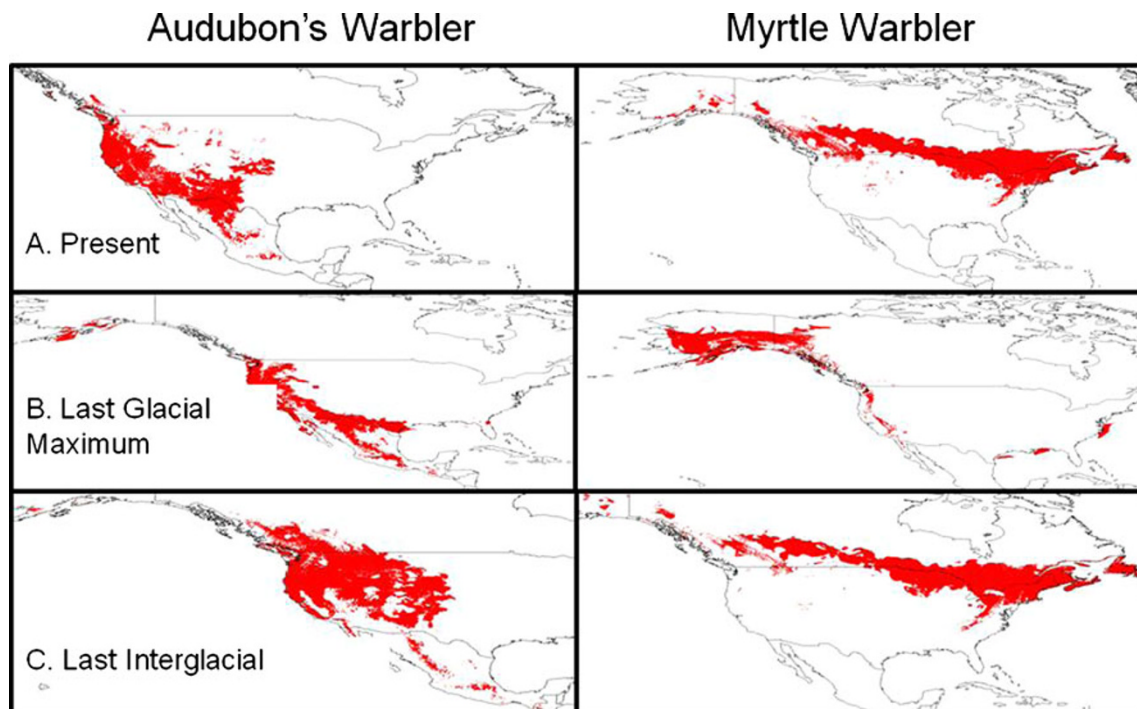 Audubon's Warbler
Myrtle Warbler
A. Present
B. Last Glacial
Maximum
C. Last Interglacial